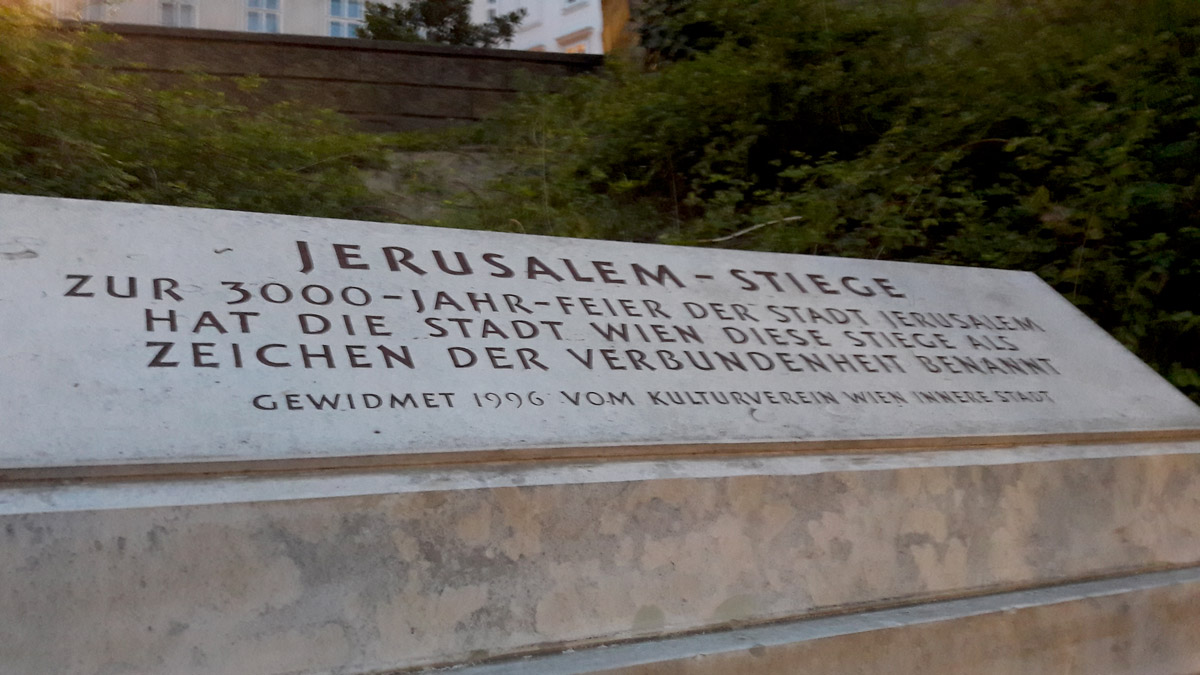 JERUSALEM-STIEGE
ZUR 3000-JAHR-FEIER DER STADT JERUSALEM
HAT DIE STADT WIEN DIESE STIEGE ALS
ZEICHEN DER VERBUNDENHEIT BENANNT
GEWIDMET 1996 VOM KULTURVEREIN WIEN INNERE STADT